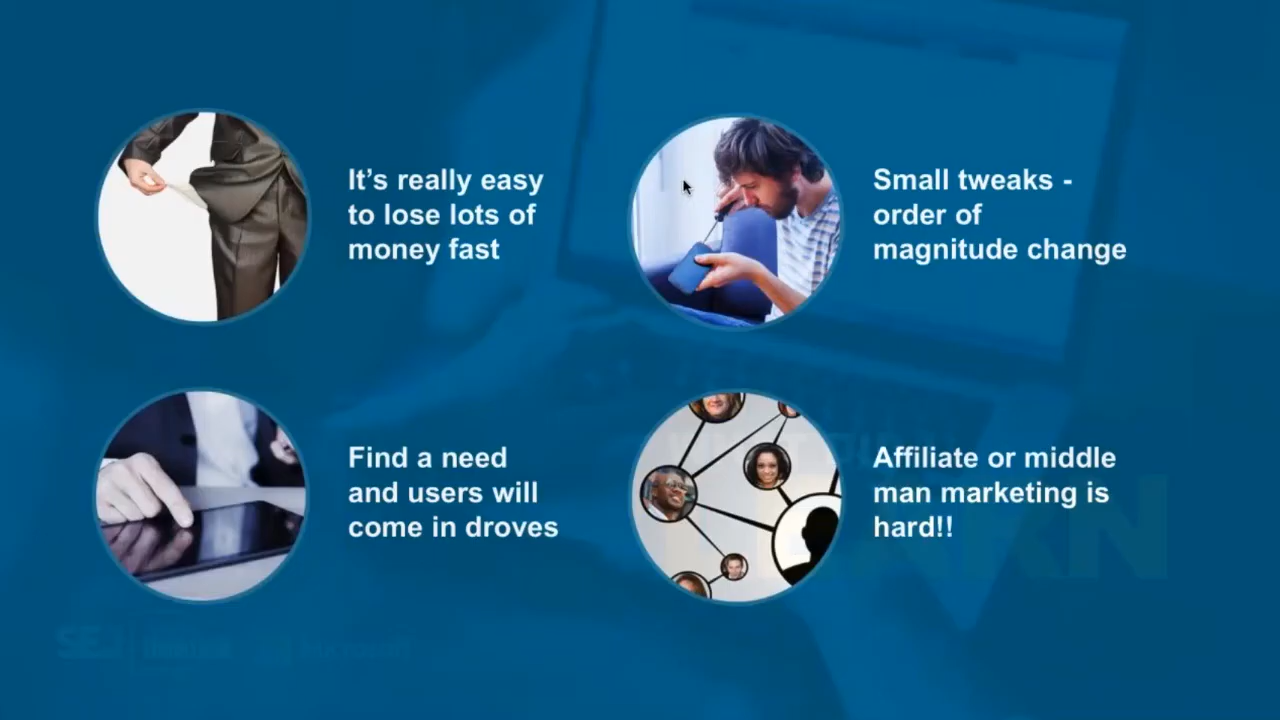 It's really easy
to lose lots of
money fast
Small tweaks -
order of
magnitude change
Find a need
and users will
come in droves
Affiliate or middle
man marketing is
hard!!
SEJ